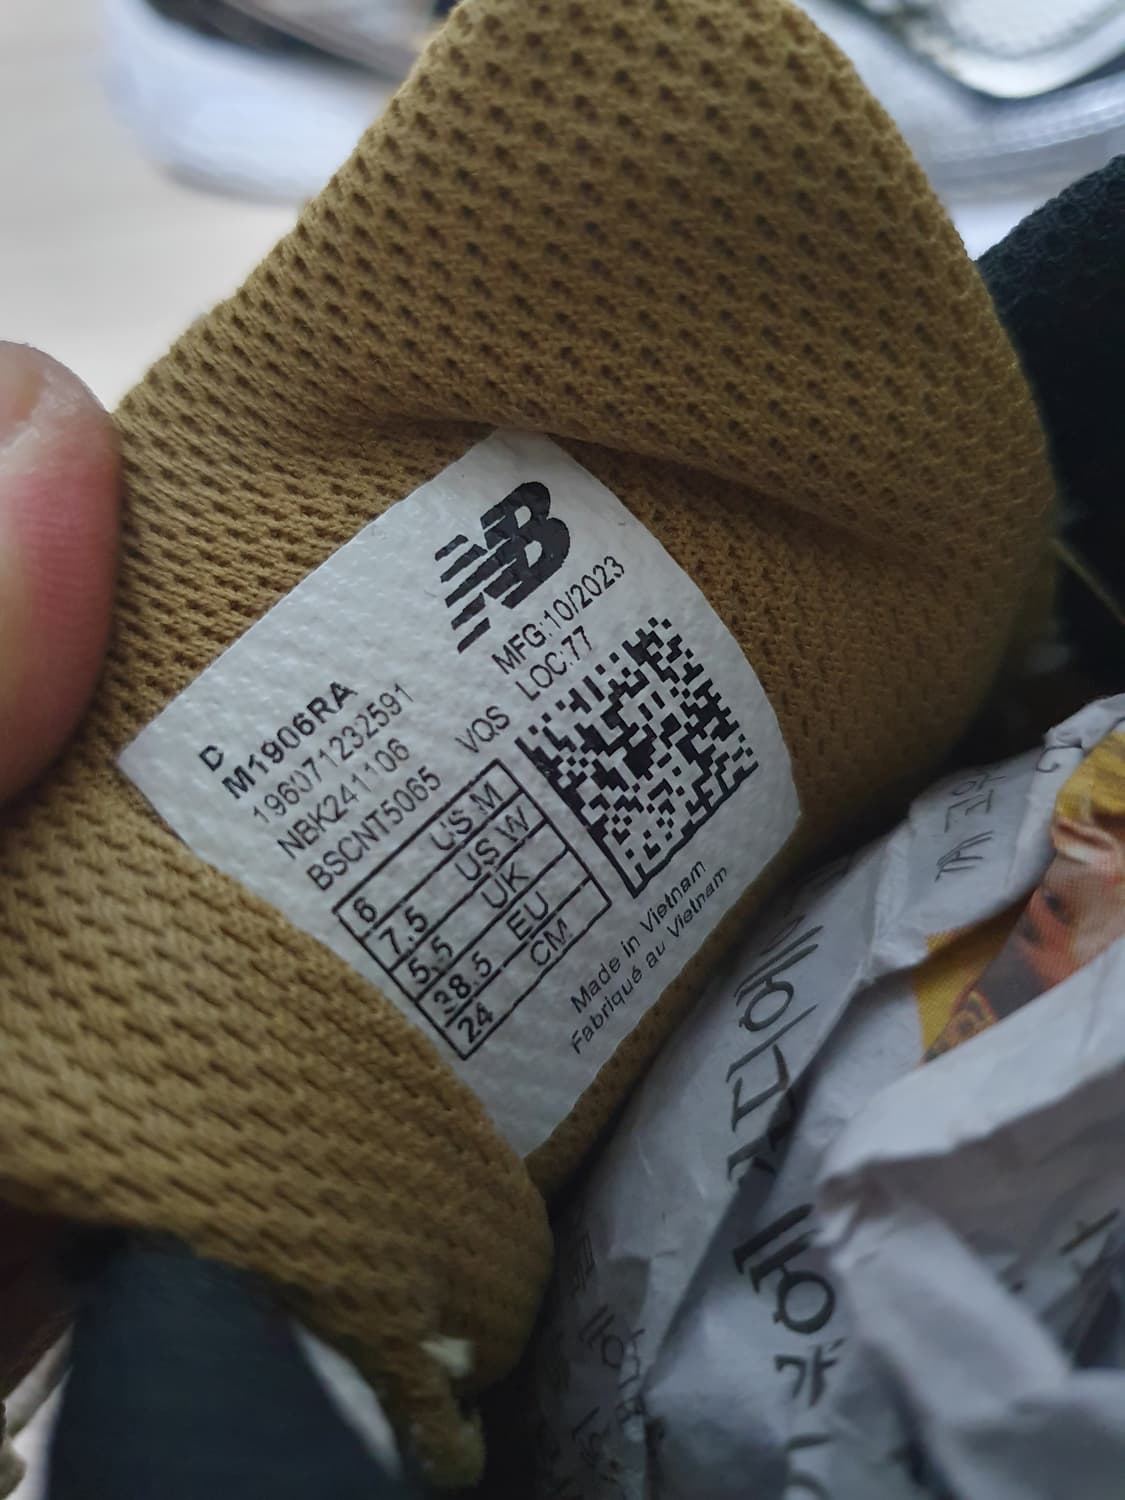 NB
MFG:10/2023
LOC:77
D
M1906RA
196071232591
NBK241106
BSCNT5065
VQS
6 US M
7.5 US W
5.5 UK
38.5 EU
24 CM
Made in Vietnam
Fabriqué au Vietnam